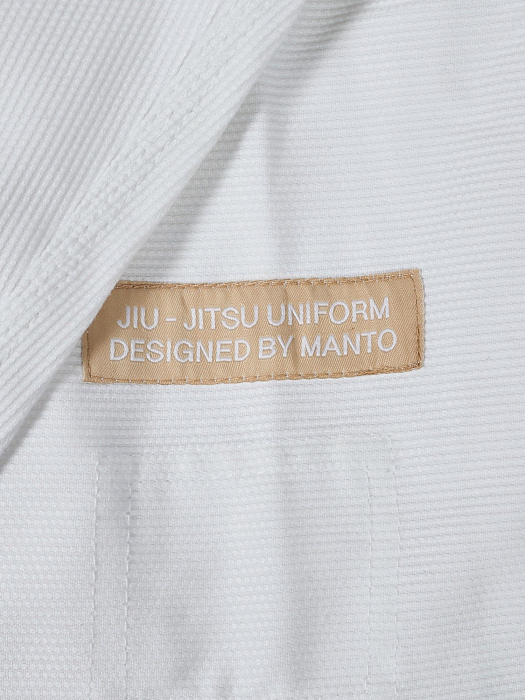 JIU - JITSU UNIFORM
DESIGNED BY MANTO